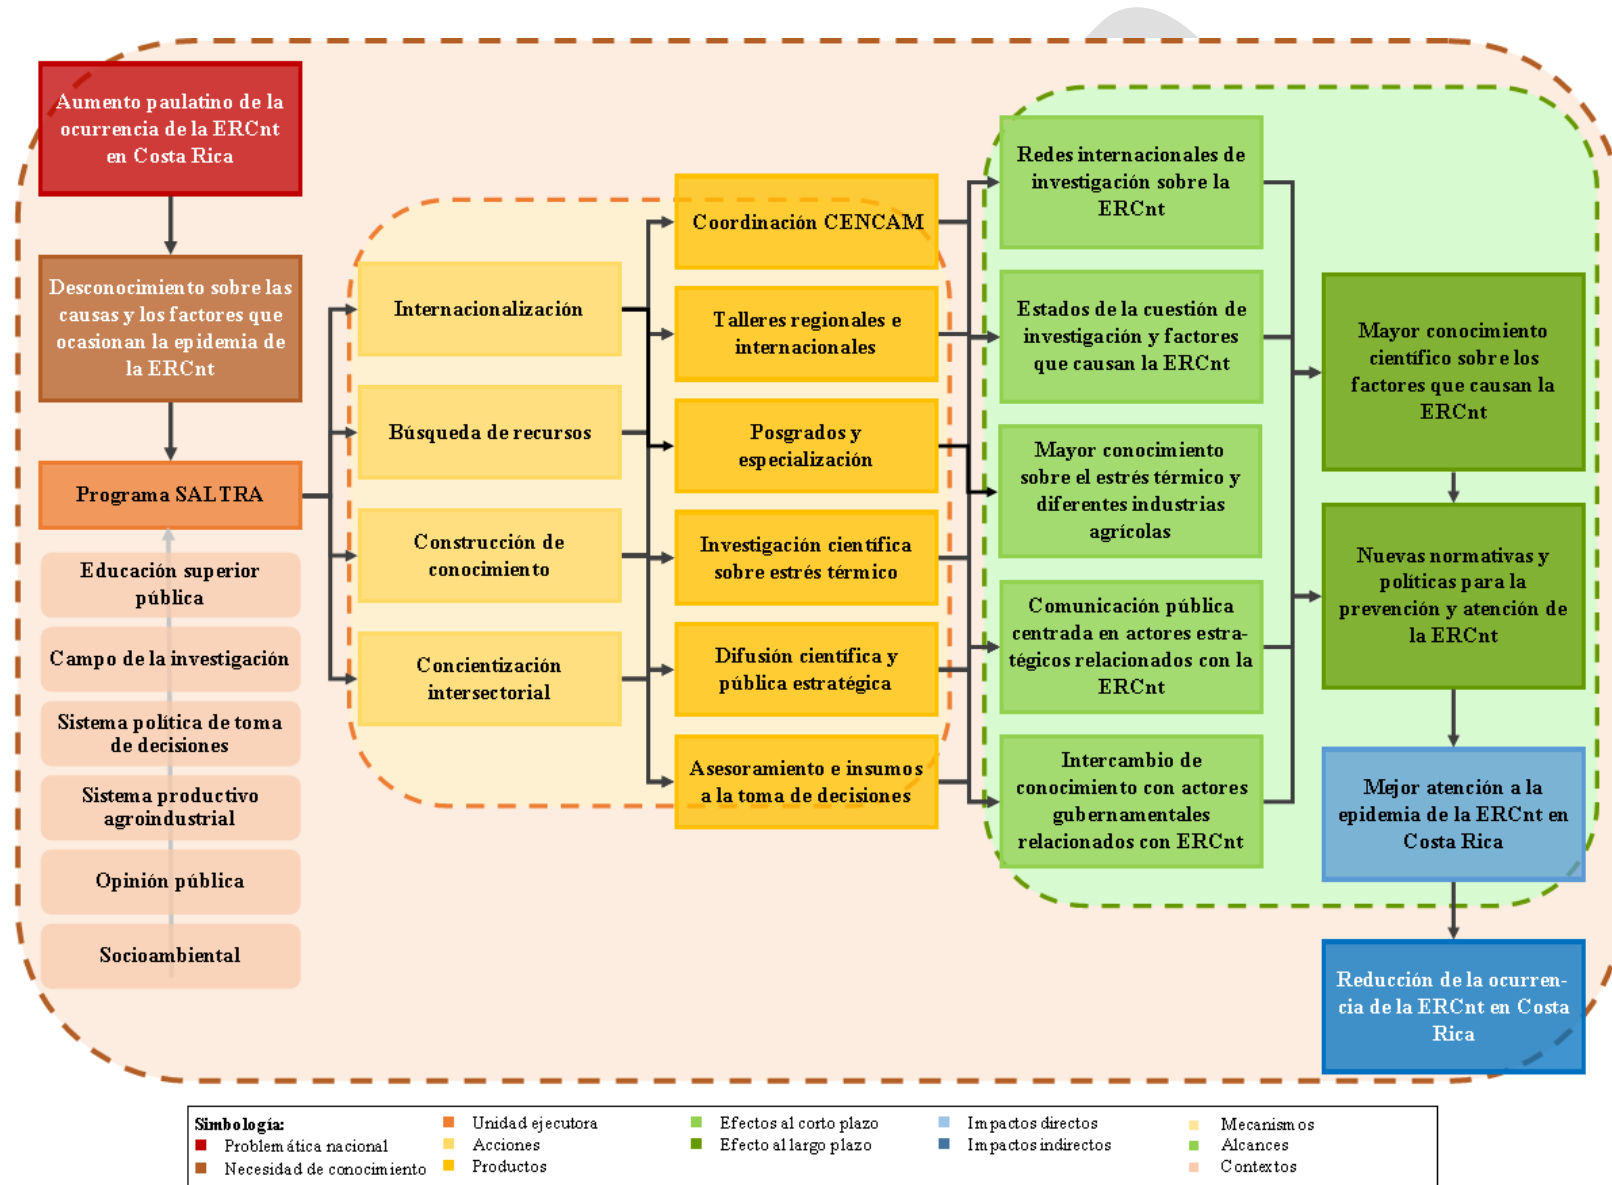 Aumento paulatino de la
ocurrencia de la ERCnt
en Costa Rica
Desconocimiento sobre las
causas y los factores que
ocasionan la epidemia de
la ERCnt
Programa SALTRA
Educación superior
pública
Campo de la investigación
Sistema política de toma
de decisiones
Sistema productivo
agroindustrial
Opinión pública
Socioambiental
Internacionalización
Búsqueda de recursos
Construcción de
conocimiento
Concientización
intersectorial
Coordinación CENCAM
Talleres regionales e
internacionales
Posgrados y
especialización
Investigación científica
sobre estrés térmico
Difusión científica y
pública estratégica
Asesoramiento e insumos
a la toma de decisiones
Redes internacionales de
investigación sobre la
ERCnt
Estados de la cuestión de
investigación y factores
que causan la ERCnt
Mayor conocimiento
sobre el estrés térmico y
diferentes industrias
agrícolas
Comunicación pública
centrada en actores estra-
tégicos relacionados con la
ERCnt
Intercambio de
conocimiento con actores
gubernamentales
relacionados con ERCnt
Mayor conocimiento
científico sobre los
factores que causan la
ERCnt
Nuevas normativas y
políticas para la
prevención y atención de
la ERCnt
Mejor atención a la
epidemia de la ERCnt en
Costa Rica
Reducción de la ocurren-
cia de la ERCnt en Costa
Rica
Simbología:
Problemática nacional
Necesidad de conocimiento
Unidad ejecutora
Acciones
Productos
Efectos al corto plazo
Efecto al largo plazo
Impactos directos
Impactos indirectos
Mecanismos
Alcances
Contextos